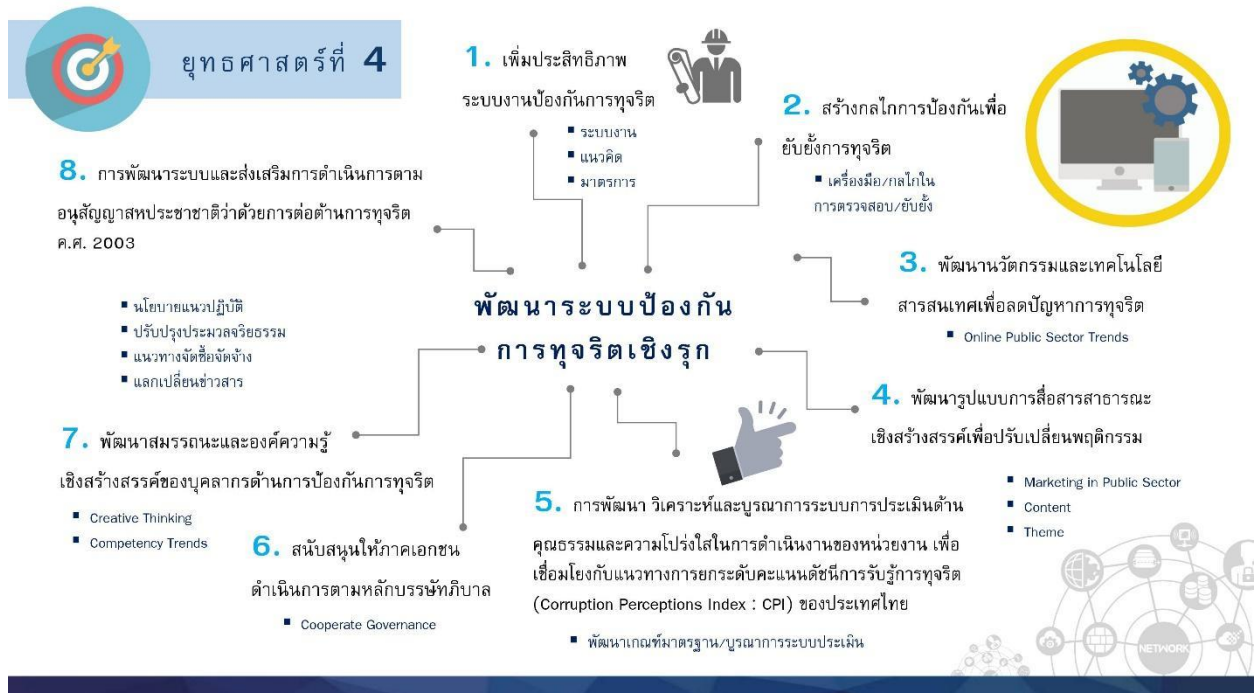 ยุทธศาสตร์ที่ 4
1. เพิ่มประสิทธิภาพ
ระบบงานป้องกันการทุจริต
▪ ระบบงาน
▪ แนวคิด
▪ มาตรการ
2. สร้างกลไกการป้องกันเพื่อ
ยับยั้งการทุจริต
▪ เครื่องมือ/กลไกใน
การตรวจสอบ/ยับยั้ง
3. พัฒนานวัตกรรมและเทคโนโลยี
สารสนเทศเพื่อลดปัญหาการทุจริต
▪ Online Public Sector Trends
4. พัฒนารูปแบบการสื่อสารสาธารณะ
เชิงสร้างสรรค์เพื่อปรับเปลี่ยนพฤติกรรม
▪ Marketing in Public Sector
▪ Content
▪ Theme
5. การพัฒนา วิเคราะห์และบูรณาการระบบการประเมินด้าน
คุณธรรมและความโปร่งใสในการดำเนินงานของหน่วยงาน เพื่อ
เชื่อมโยงกับแนวทางการยกระดับคะแนนดัชนีการรับรู้การทุจริต
(Corruption Perceptions Index : CPI) ของประเทศไทย
▪ พัฒนาเกณฑ์มาตรฐาน/บูรณาการระบบประเมิน
6. สนับสนุนให้ภาคเอกชน
ดำเนินการตามหลักบรรษัทภิบาล
▪ Cooperate Governance
7. พัฒนาสมรรถนะและองค์ความรู้
เชิงสร้างสรรค์ของบุคลากรด้านการป้องกันการทุจริต
▪ Creative Thinking
▪ Competency Trends
8. การพัฒนาระบบและส่งเสริมการดำเนินการตาม
อนุสัญญาสหประชาชาติว่าด้วยการต่อต้านการทุจริต
ค.ศ. 2003
▪ นโยบายแนวปฏิบัติ
▪ ปรับปรุงประมวลจริยธรรม
▪ แนวทางจัดซื้อจัดจ้าง
▪ แลกเปลี่ยนข่าวสาร
พัฒนาระบบป้องกัน
การทุจริตเชิงรุก
NETWORK